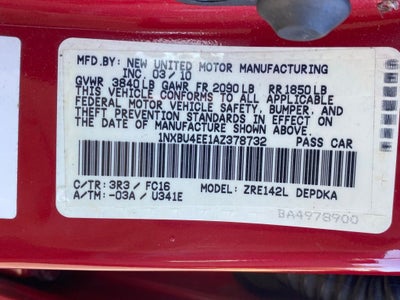 MFD.BY: NEW UNITED MOTOR MANUFACTURING
INC. 03/10
GVWR 3840LB GAWR FR 2090LB RR 1850LB
THIS VEHICLE CONFORMS TO ALL APPLICABLE
FEDERAL MOTOR VEHICLE SAFETY, BUMPER, AND
THEFT PREVENTION STANDARDS IN EFFECT ON
THE DATE OF MANUFACTURE SHOWN ABOVE.
1NXBU4EE1AZ378732 PASS CAR
C/TR: 3R3 / FC16 MODEL: ZRE142L DEPDKA
A/TM: -03A / U341E
BA4978900